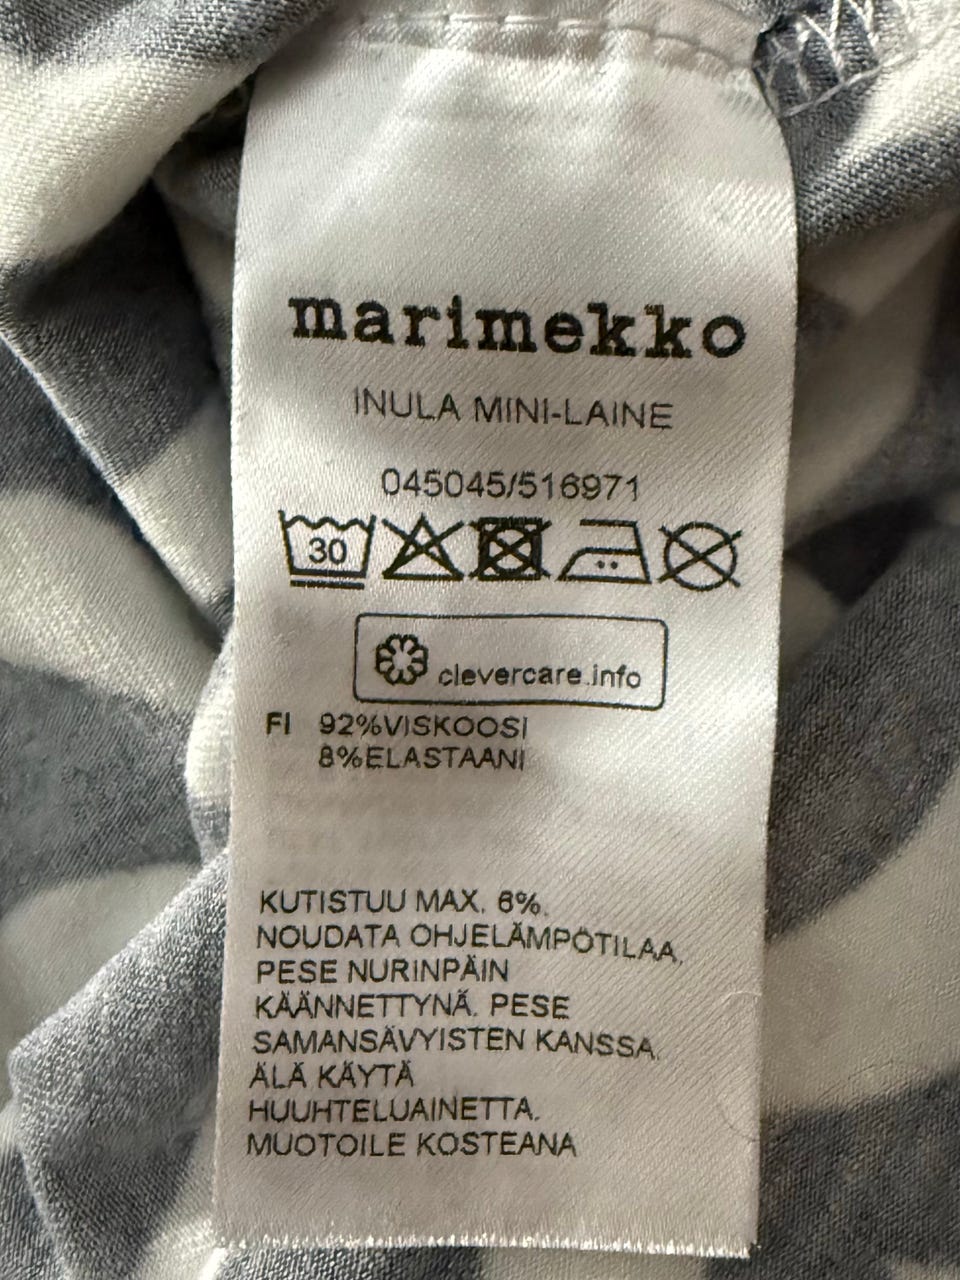 marimekko
INULA MINI-LAINE
045045/516971
30
clevercare.info
FI 92%VISKOOSI
8%ELASTAANI
KUTISTUU MAX. 6%.
NOUDATA OHJELÄMPÖTILAA,
PESE NURINPÄIN
KÄÄNNETTYNÄ. PESE
SAMANSÄVYISTEN KANSSA.
ÄLÄ KÄYTÄ
HUUHTELUAINETTA.
MUOTOILE KOSTEANA